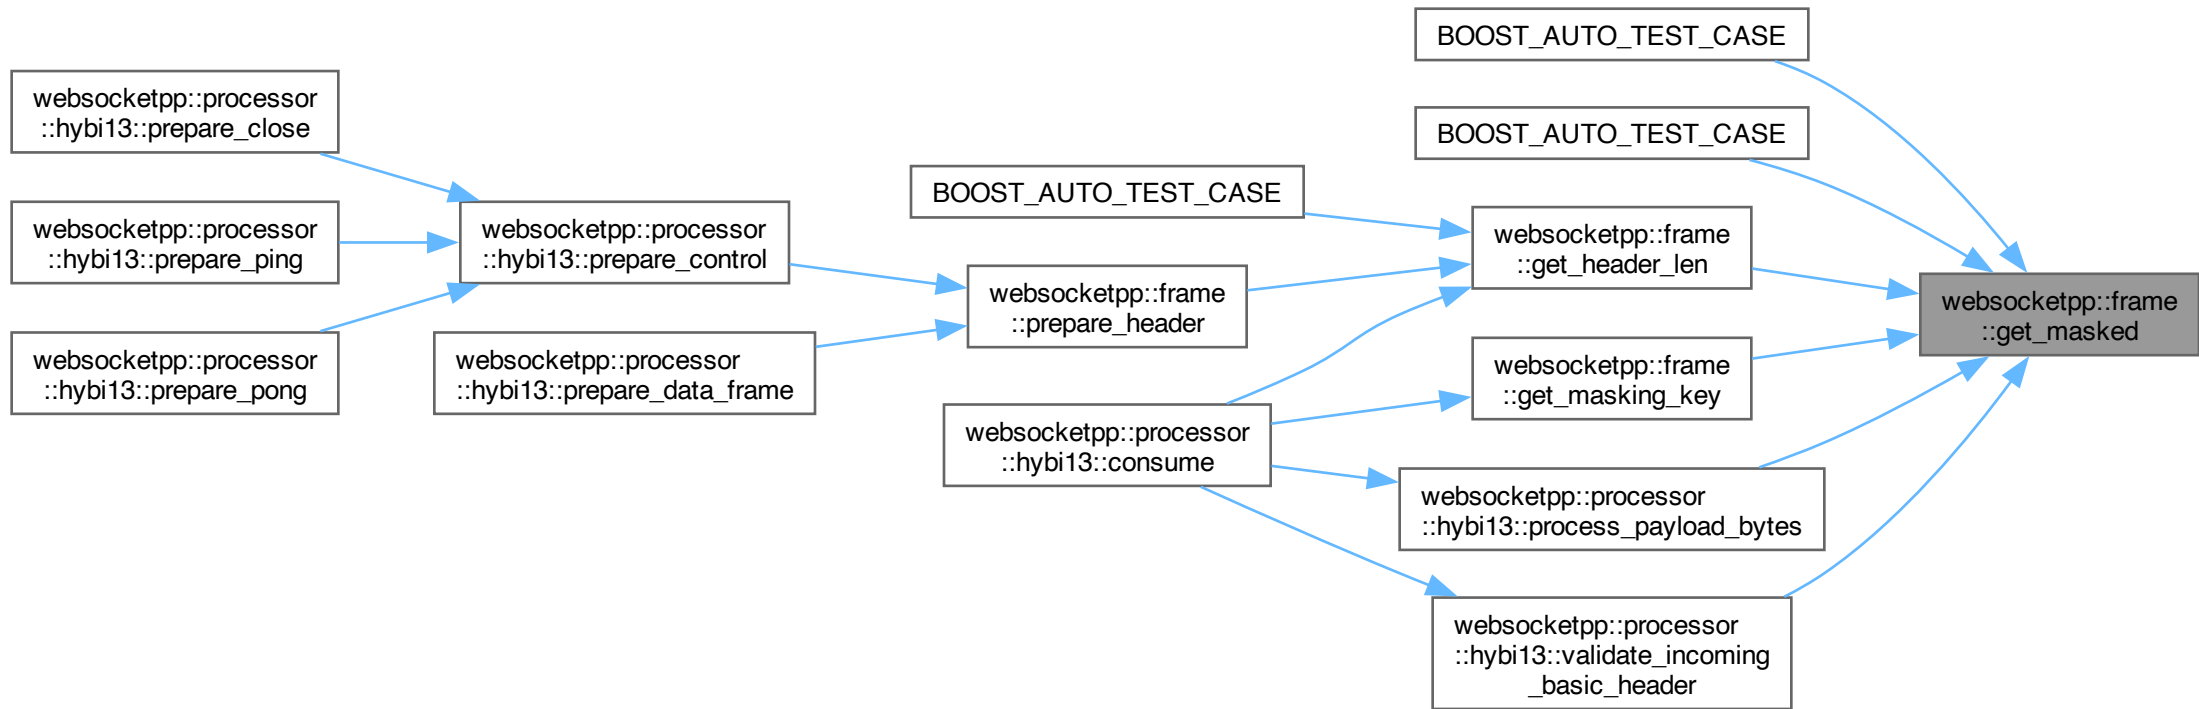 BOOST_AUTO_TEST_CASE
BOOST_AUTO_TEST_CASE
websocketpp::processor
::hybi13::prepare_close
BOOST_AUTO_TEST_CASE
websocketpp::processor
::hybi13::prepare_ping
websocketpp::processor
::hybi13::prepare_control
websocketpp::frame
::get_header_len
websocketpp::frame
::prepare_header
websocketpp::frame
::get_masked
websocketpp::processor
::hybi13::prepare_pong
websocketpp::processor
::hybi13::prepare_data_frame
websocketpp::frame
::get_masking_key
websocketpp::processor
::hybi13::consume
websocketpp::processor
::hybi13::process_payload_bytes
websocketpp::processor
::hybi13::validate_incoming
_basic_header